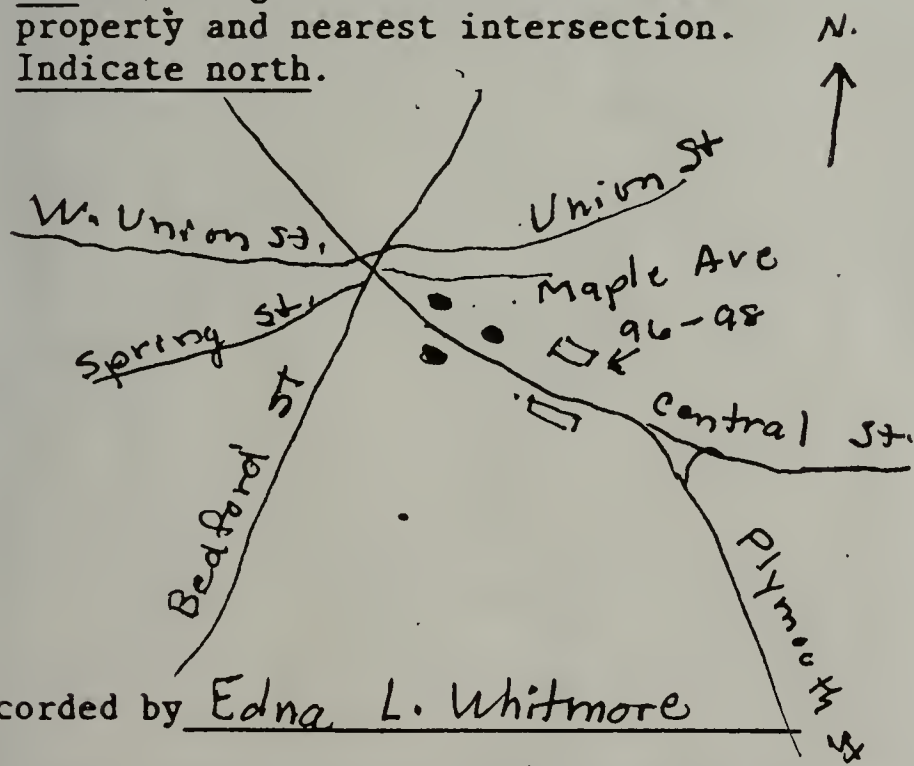 property and nearest intersection.
Indicate north.
N.
W. Union St.
Union St
Maple Ave
96-98
Spring St.
Central St.
Bedford St
Plymouth St
corded by Edna L. Whitmore